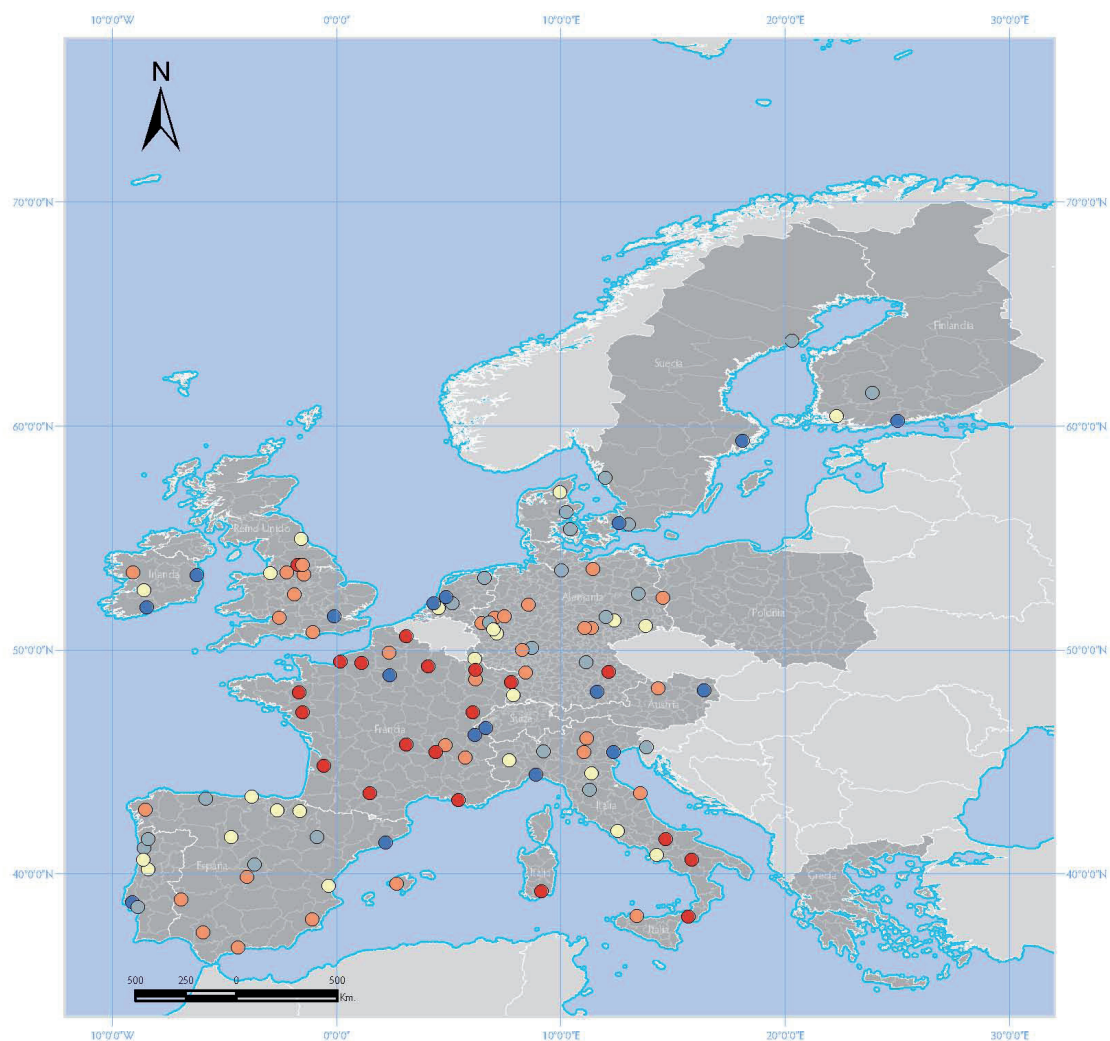 10°0'0"W 0°0'0" 10°0'0"E 20°0'0"E 30°0'0"E
N
70°0'0"N 70°0'0"N
Finlandia
Suecia
60°0'0"N 60°0'0"N
Reino Unido
Irlanda
Alemania
Polonia
50°0'0"N 50°0'0"N
Austria
Francia
Suiza
Italia
España
Italia
Grecia
40°0'0"N 40°0'0"N
Italia
500 250 0 500
Km.
10°0'0"W 0°0'0" 10°0'0"E 20°0'0"E 30°0'0"E